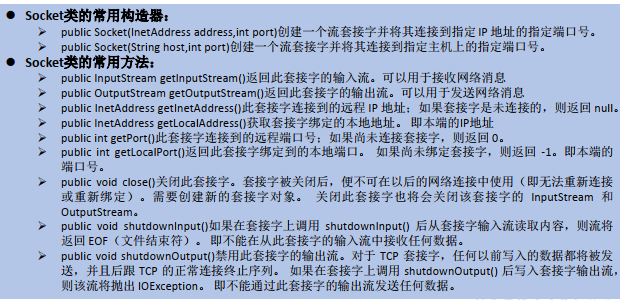 ● Socket类的常用构造器：
➢ public Socket(InetAddress address,int port)创建一个流套接字并将其连接到指定 IP 地址的指定端口号。
➢ public Socket(String host,int port)创建一个流套接字并将其连接到指定主机上的指定端口号。
● Socket类的常用方法：
➢ public InputStream getInputStream()返回此套接字的输入流。可以用于接收网络消息
➢ public OutputStream getOutputStream()返回此套接字的输出流。可以用于发送网络消息
➢ public InetAddress getInetAddress()此套接字连接到的远程 IP 地址；如果套接字是未连接的，则返回 null。
➢ public InetAddress getLocalAddress()获取套接字绑定的本地地址。 即本端的IP地址
➢ public int getPort()此套接字连接到的远程端口号；如果尚未连接套接字，则返回 0。
➢ public int getLocalPort()返回此套接字绑定到的本地端口。 如果尚未绑定套接字，则返回 -1。即本端的
端口号。
➢ public void close()关闭此套接字。套接字被关闭后，便不可在以后的网络连接中使用（即无法重新连接
或重新绑定）。需要创建新的套接字对象。 关闭此套接字也将会关闭该套接字的 InputStream 和
OutputStream。
➢ public void shutdownInput()如果在套接字上调用 shutdownInput() 后从套接字输入流读取内容，则流将
返回 EOF（文件结束符）。 即不能在从此套接字的输入流中接收任何数据。
➢ public void shutdownOutput()禁用此套接字的输出流。对于 TCP 套接字，任何以前写入的数据都将被发
送，并且后跟 TCP 的正常连接终止序列。 如果在套接字上调用 shutdownOutput() 后写入套接字输出流，
则该流将抛出 IOException。 即不能通过此套接字的输出流发送任何数据。